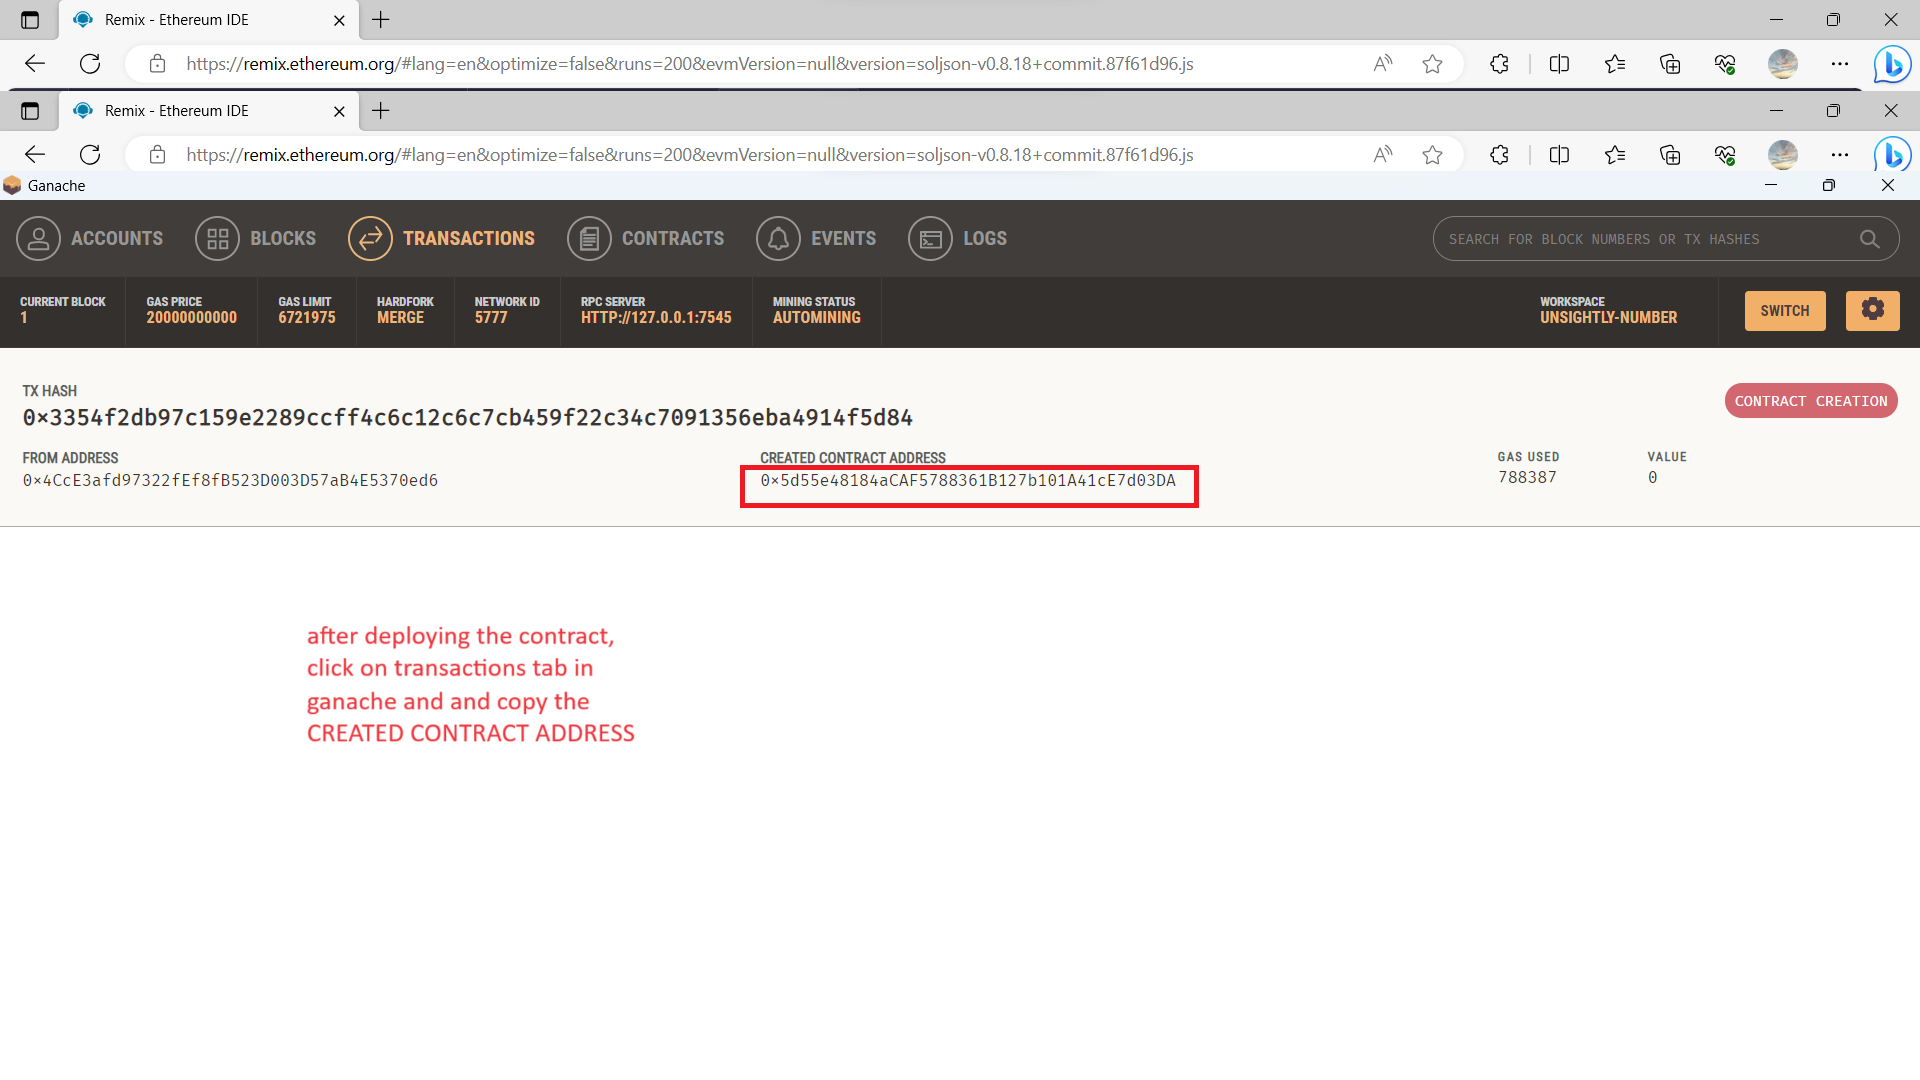 Remix - Ethereum IDE
https://remix.ethereum.org/#lang=en&optimize=false&runs=200&evmVersion=null&version=soljson-v0.8.18+commit.87f61d96.js
Remix - Ethereum IDE
https://remix.ethereum.org/#lang=en&optimize=false&runs=200&evmVersion=null&version=soljson-v0.8.18+commit.87f61d96.js
Ganache
ACCOUNTS BLOCKS TRANSACTIONS CONTRACTS EVENTS LOGS SEARCH FOR BLOCK NUMBERS OR TX HASHES
CURRENT BLOCK GAS PRICE GAS LIMIT HARDFORK NETWORK ID RPC SERVER MINING STATUS WORKSPACE
1 20000000000 6721975 MERGE 5777 HTTP://127.0.0.1:7545 AUTOMINING UNSIGHTLY-NUMBER SWITCH
TX HASH
0×3354f2db97c159e2289ccff4c6c12c6c7cb459f22c34c7091356eba4914f5d84
CONTRACT CREATION
FROM ADDRESS CREATED CONTRACT ADDRESS GAS USED VALUE
0×4CcE3afd97322fEf8fB523D003D57aB4E5370ed6 0×5d55e48184aCAF5788361B127b101A41cE7d03DA 788387 0
after deploying the contract,
click on transactions tab in
ganache and and copy the
CREATED CONTRACT ADDRESS